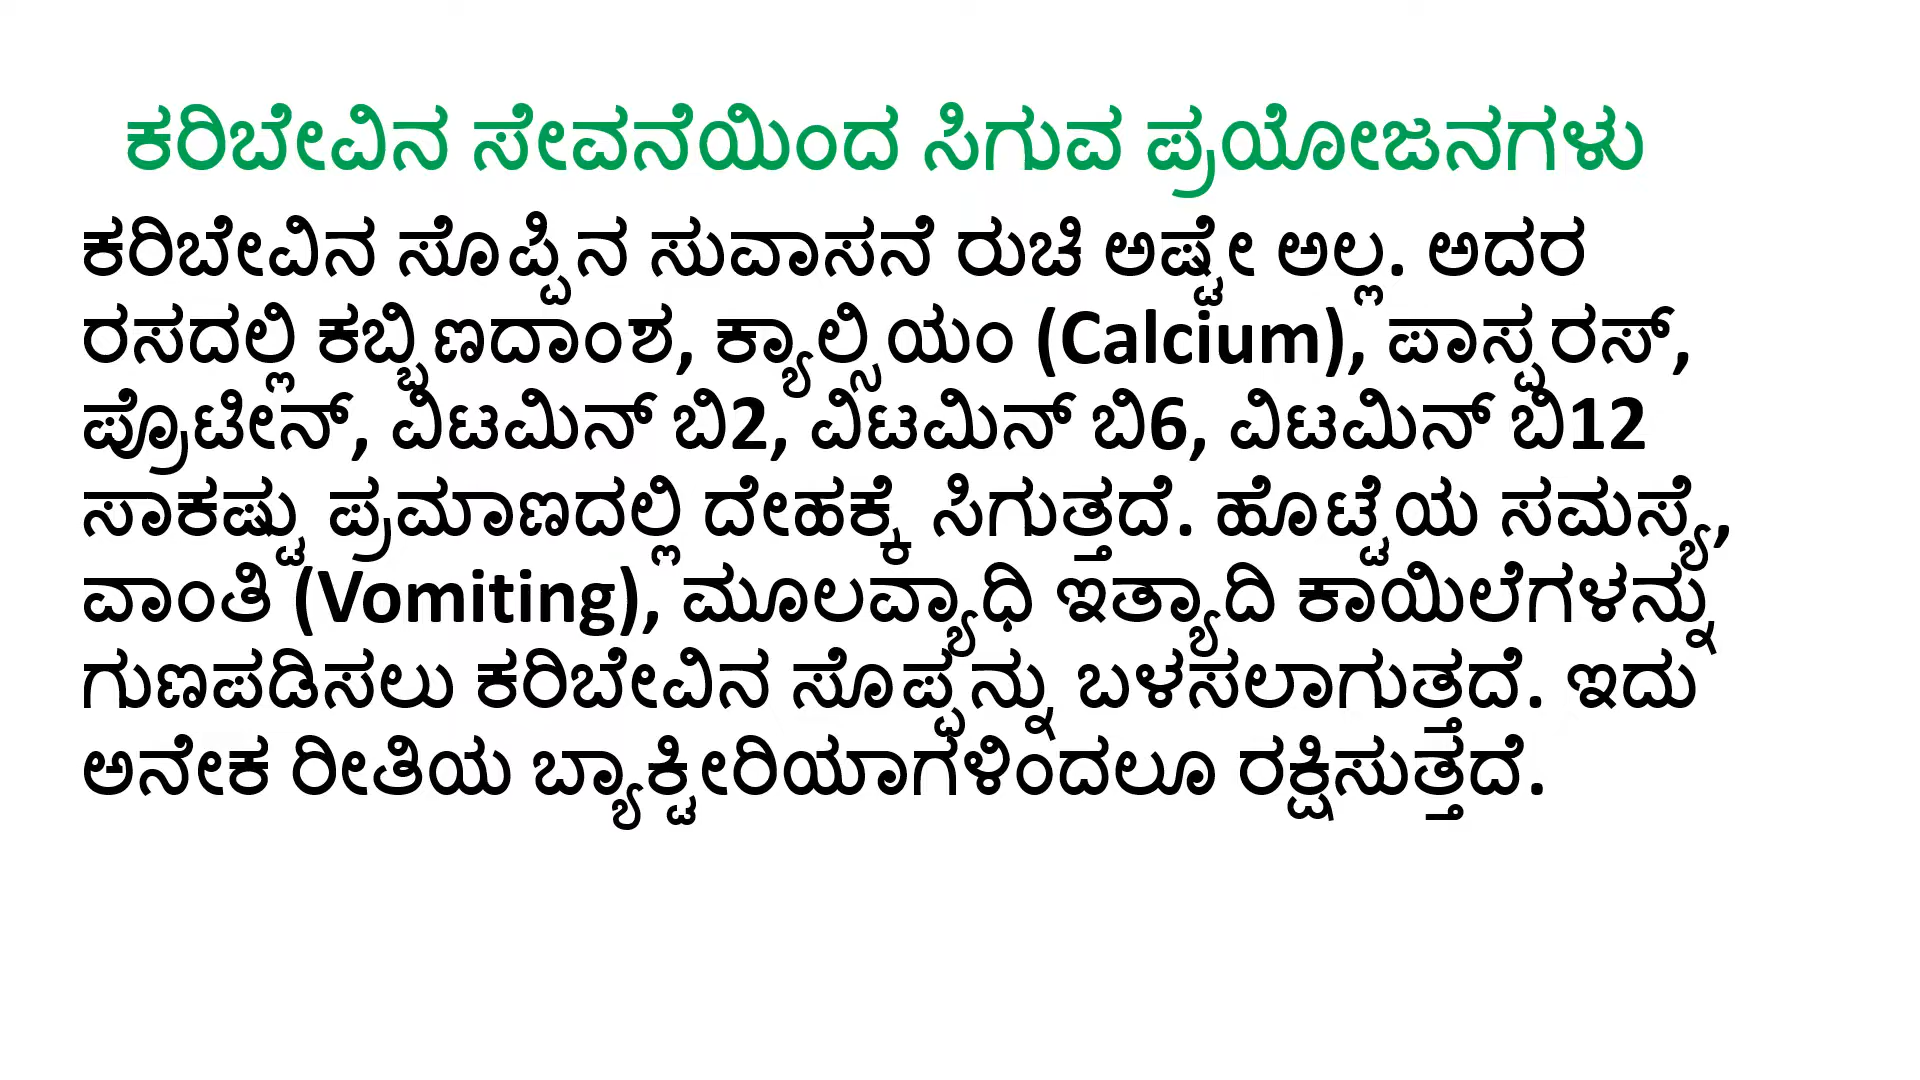 ಕರಿಬೇವಿನ ಸೇವನೆಯಿಂದ ಸಿಗುವ ಪ್ರಯೋಜನಗಳು
ಕರಿಬೇವಿನ ಸೊಪ್ಪಿನ ಸುವಾಸನೆ ರುಚಿ ಅಷ್ಟೇ ಅಲ್ಲ. ಅದರ
ರಸದಲ್ಲಿ ಕಬ್ಬಿಣದಾಂಶ, ಕ್ಯಾಲ್ಸಿಯಂ (Calcium), ಪಾಸ್ಪರಸ್,
ಪ್ರೊಟೀನ್, ವಿಟಮಿನ್ ಬಿ2, ವಿಟಮಿನ್ ಬಿ6, ವಿಟಮಿನ್ ಬಿ12
ಸಾಕಷ್ಟು ಪ್ರಮಾಣದಲ್ಲಿ ದೇಹಕ್ಕೆ ಸಿಗುತ್ತದೆ. ಹೊಟ್ಟೆಯ ಸಮಸ್ಯೆ,
ವಾಂತಿ (Vomiting), ಮೂಲವ್ಯಾಧಿ ಇತ್ಯಾದಿ ಕಾಯಿಲೆಗಳನ್ನು
ಗುಣಪಡಿಸಲು ಕರಿಬೇವಿನ ಸೊಪ್ಪನ್ನು ಬಳಸಲಾಗುತ್ತದೆ. ಇದು
ಅನೇಕ ರೀತಿಯ ಬ್ಯಾಕ್ಟೀರಿಯಾಗಳಿಂದಲೂ ರಕ್ಷಿಸುತ್ತದೆ.